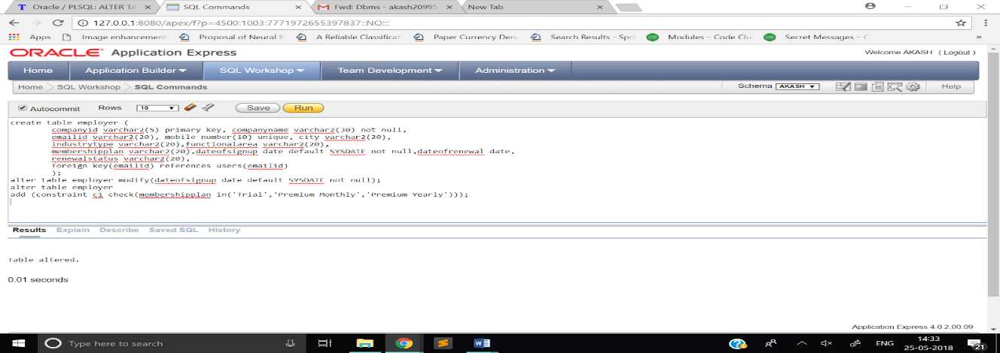 Oracle / PLSQL: ALTER TA
SQL Commands
Fwd: Dbms - akash20995
New Tab
127.0.0.1:8080/apex/f?p=4500:1003:7771972655397837::NO:::
Apps
Image enhancement
Proposal of Neural
A Reliable Classificat
Paper Currency Den
Search Results - Spri
Modules – Code Clu
Secret Messages –
»
ORACLE Application Express
Welcome AKASH ( Logout )
Home
Application Builder
SQL Workshop
Team Development
Administration
Home SQL Workshop SQL Commands
Schema AKASH
Help
Autocommit Rows 10
Save Run
create table employer (
companyid varchar2(5) primary key, companyname varchar2(30) not null,
emailid varchar2(20), mobile number(10) unique, city varchar2(20),
industrytype varchar2(20),functionalarea varchar2(20),
membershipplan varchar2(20),dateofsignup date default SYSDATE not null,dateofrenewal date,
renewalstatus varchar2(20),
foreign key(emailid) references users(emailid)
);
alter table employer modify(dateofsignup date default SYSDATE not null);
alter table employer
add (constraint c1 check(membershipplan in('Trial','Premium Monthly','Premium Yearly')));
Results Explain Describe Saved SQL History
Table altered.
0.01 seconds
Application Express 4.0.2.00.09
Type here to search
ENG
14:33
25-05-2018
21